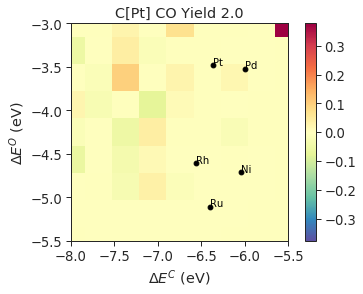 C[Pt] CO Yield 2.0
−3.0
−3.5
−4.0
−4.5
−5.0
−5.5
ΔE^O (eV)
Pt
Pd
Rh
Ni
Ru
−8.0 −7.5 −7.0 −6.5 −6.0 −5.5
ΔE^C (eV)
0.3
0.2
0.1
0.0
−0.1
−0.2
−0.3